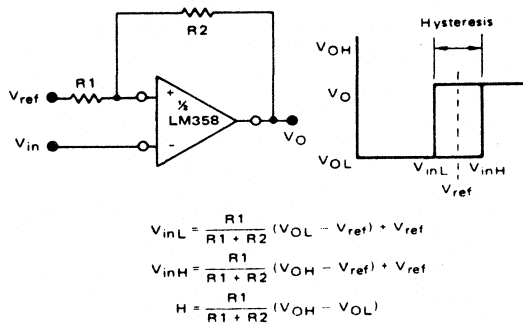 R2
Hysteresis
VOH
R1
Vref
+
½
LM358
VO
Vin
-
VO
VOL
VinL
VinH
Vref
VinL = R1 / (R1 + R2) (VOL - Vref) + Vref
VinH = R1 / (R1 + R2) (VOH - Vref) + Vref
H = R1 / (R1 + R2) (VOH - VOL)